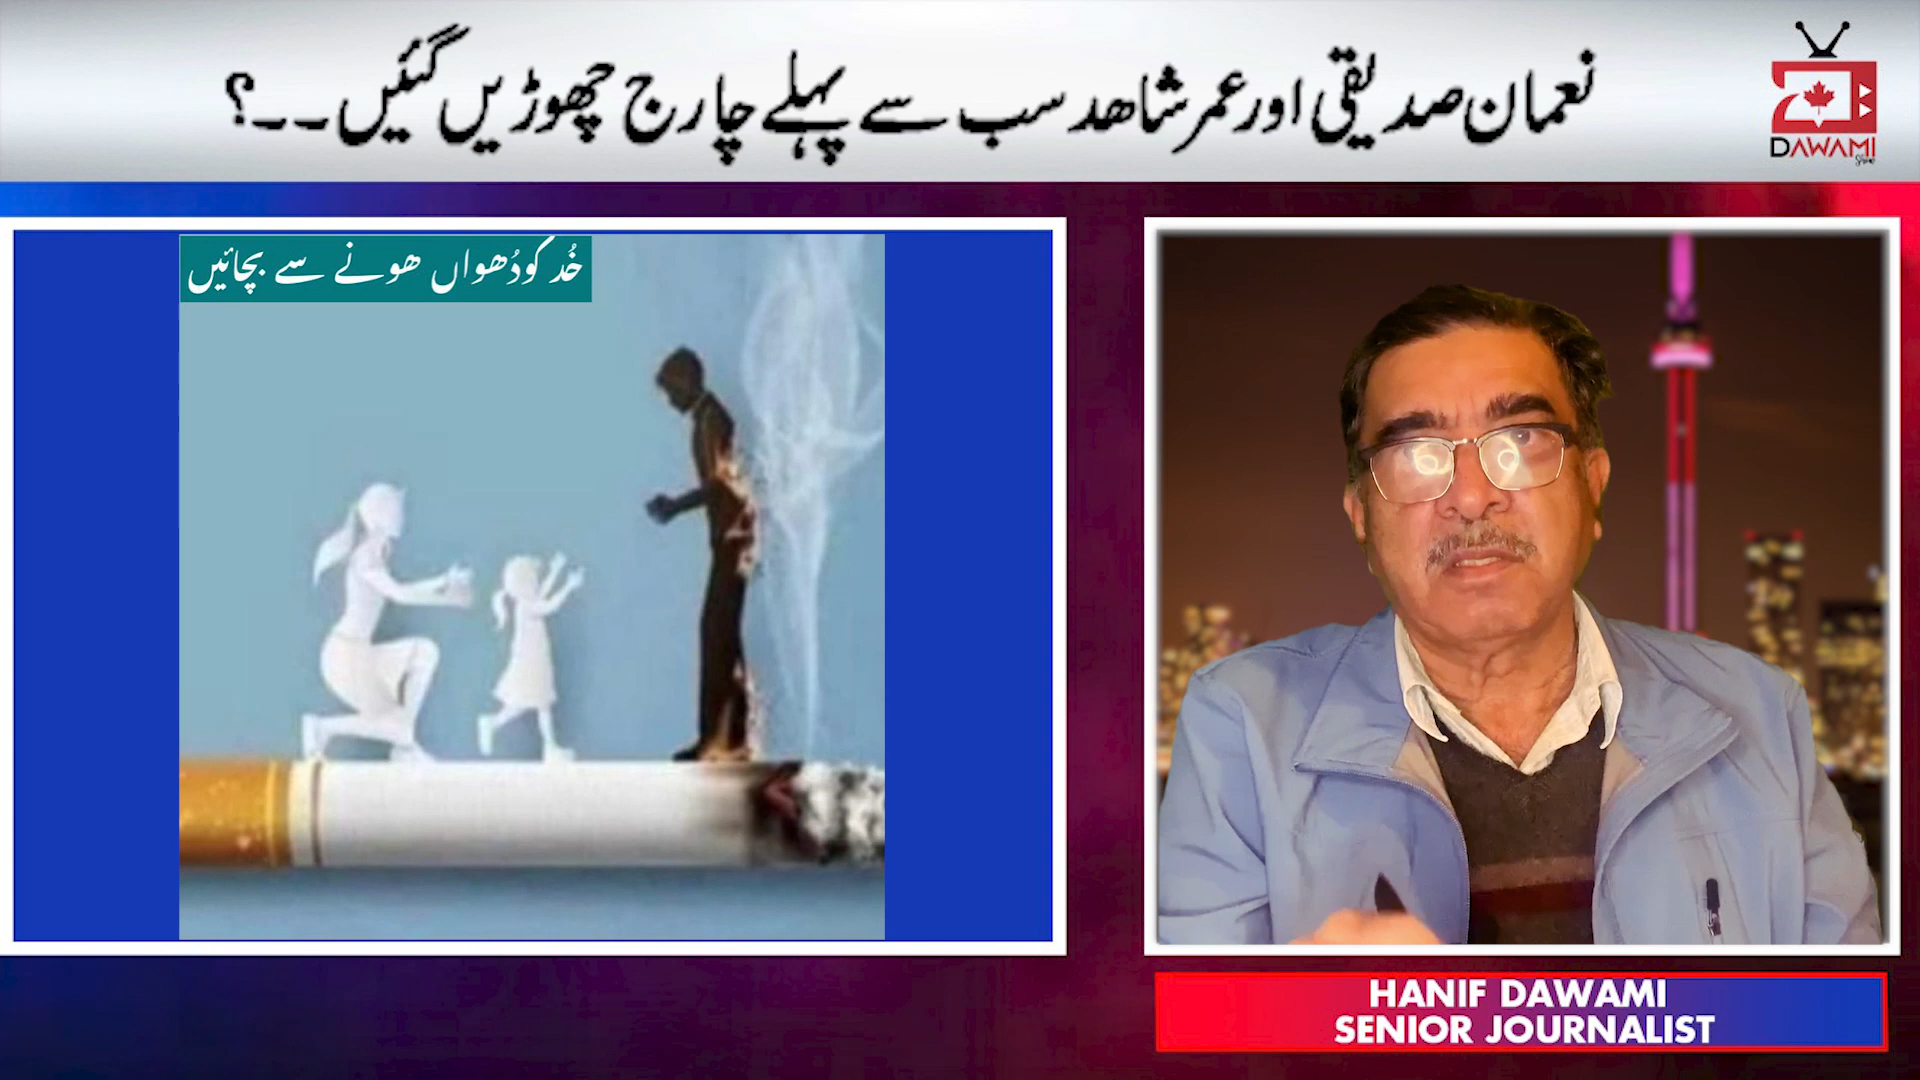 نعمان صدیقی اور عمر شاھد سب سے پہلے چارج چھوڑیں گئیں۔۔۔؟
DAWAMI
Show
خُد کو دُھواں ھونے سے بچائیں
HANIF DAWAMI
SENIOR JOURNALIST